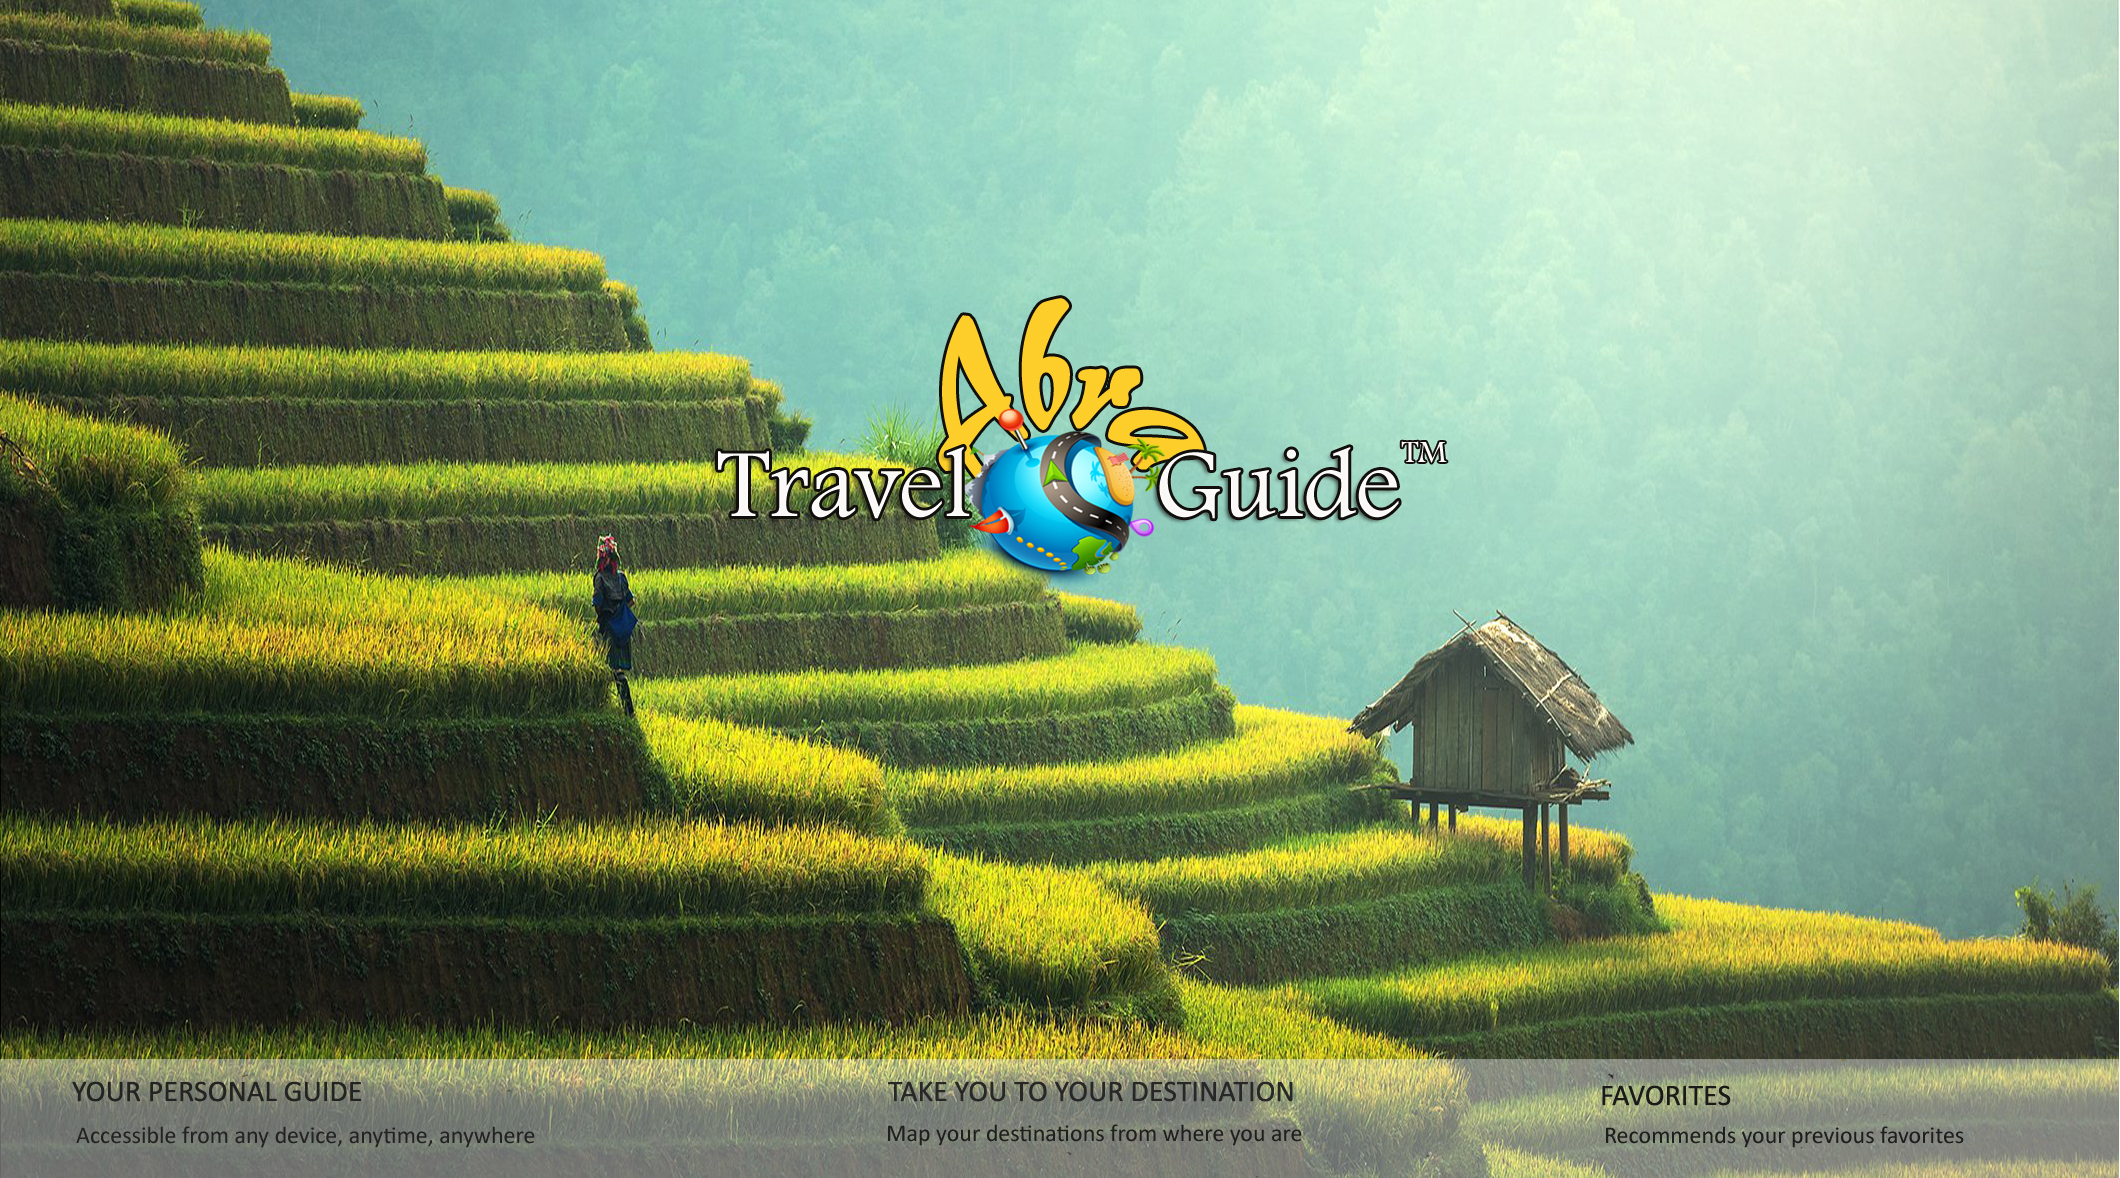 Abra
Travel Guide™
YOUR PERSONAL GUIDE
Accessible from any device, anytime, anywhere
TAKE YOU TO YOUR DESTINATION
Map your destinations from where you are
FAVORITES
Recommends your previous favorites